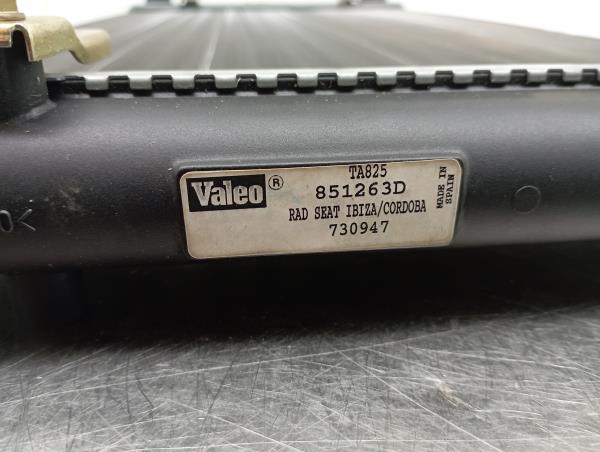 TA825
Valeo ® 851263D
RAD SEAT IBIZA/CORDOBA
730947
MADE IN
SPAIN